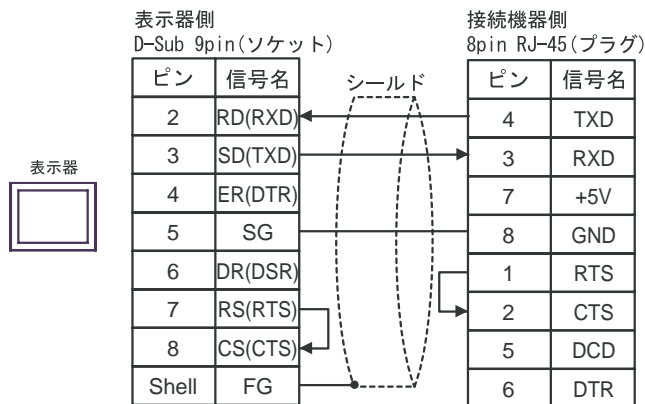 表示器側
D-Sub 9pin(ソケット)
接続機器側
8pin RJ-45(プラグ)
表示器
シールド
ピン 信号名
2 RD(RXD)
3 SD(TXD)
4 ER(DTR)
5 SG
6 DR(DSR)
7 RS(RTS)
8 CS(CTS)
Shell FG
ピン 信号名
4 TXD
3 RXD
7 +5V
8 GND
1 RTS
2 CTS
5 DCD
6 DTR